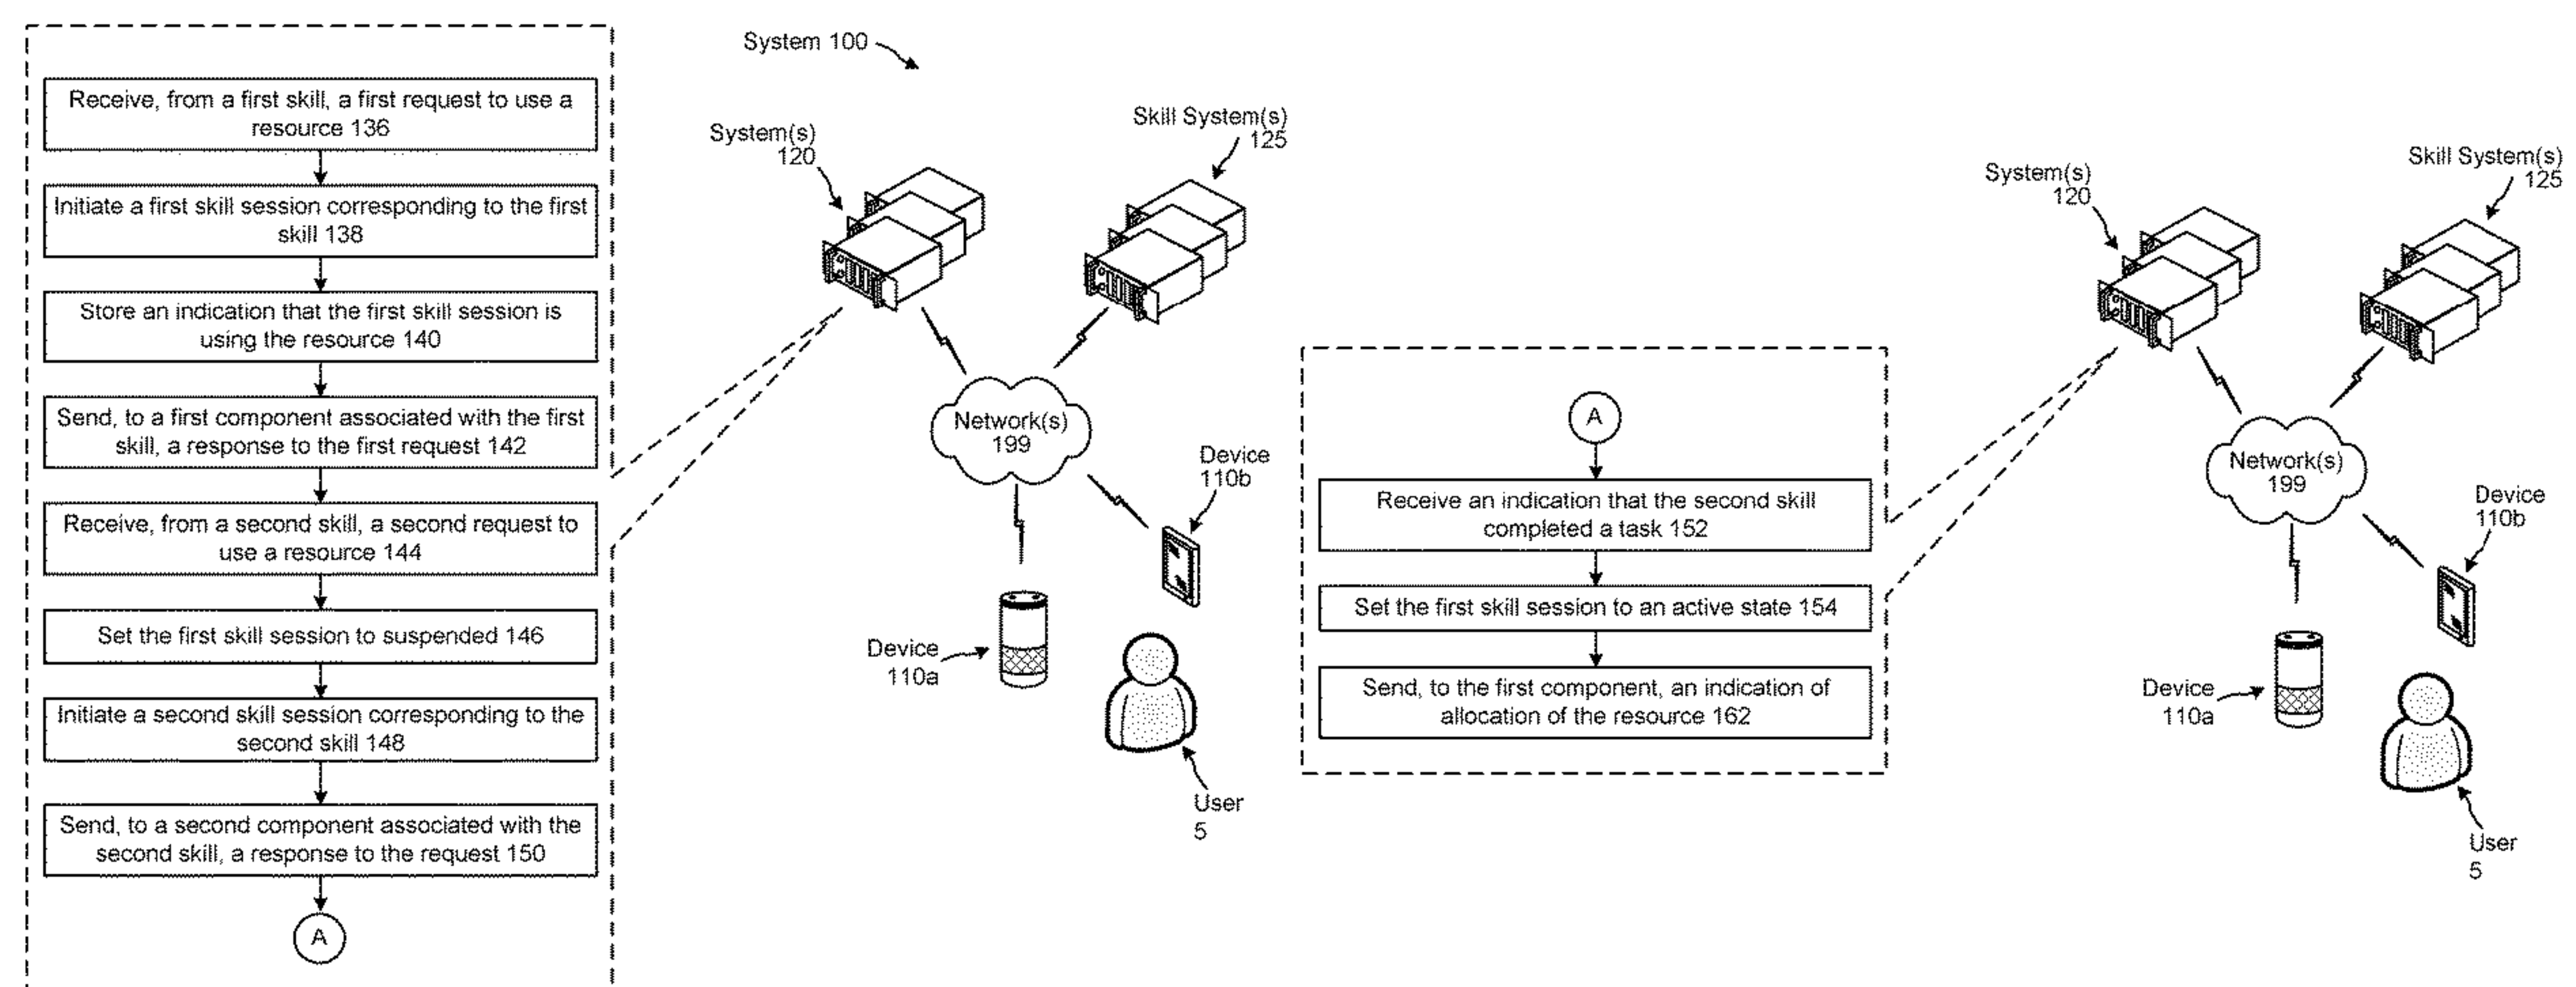 Receive, from a first skill, a first request to use a
resource 136
Initiate a first skill session corresponding to the first
skill 138
Store an indication that the first skill session is
using the resource 140
Send, to a first component associated with the first
skill, a response to the first request 142
Receive, from a second skill, a second request to
use a resource 144
Set the first skill session to suspended 146
Initiate a second skill session corresponding to the
second skill 148
Send, to a second component associated with the
second skill, a response to the request 150
A
System 100
System(s)
120
Skill System(s)
125
Network(s)
199
Device
110b
Device
110a
User
5
A
Receive an indication that the second skill
completed a task 152
Set the first skill session to an active state 154
Send, to the first component, an indication of
allocation of the resource 162
System(s)
120
Skill System(s)
125
Network(s)
199
Device
110b
Device
110a
User
5